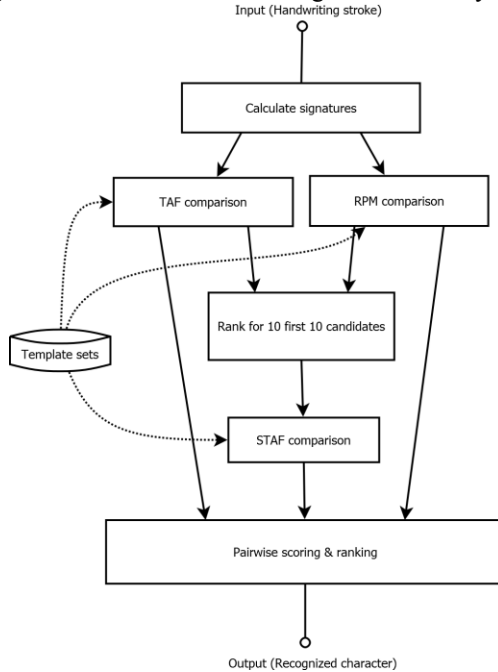 Input (Handwriting stroke)
Calculate signatures
TAF comparison
RPM comparison
Rank for 10 first 10 candidates
Template sets
STAF comparison
Pairwise scoring & ranking
Output (Recognized character)